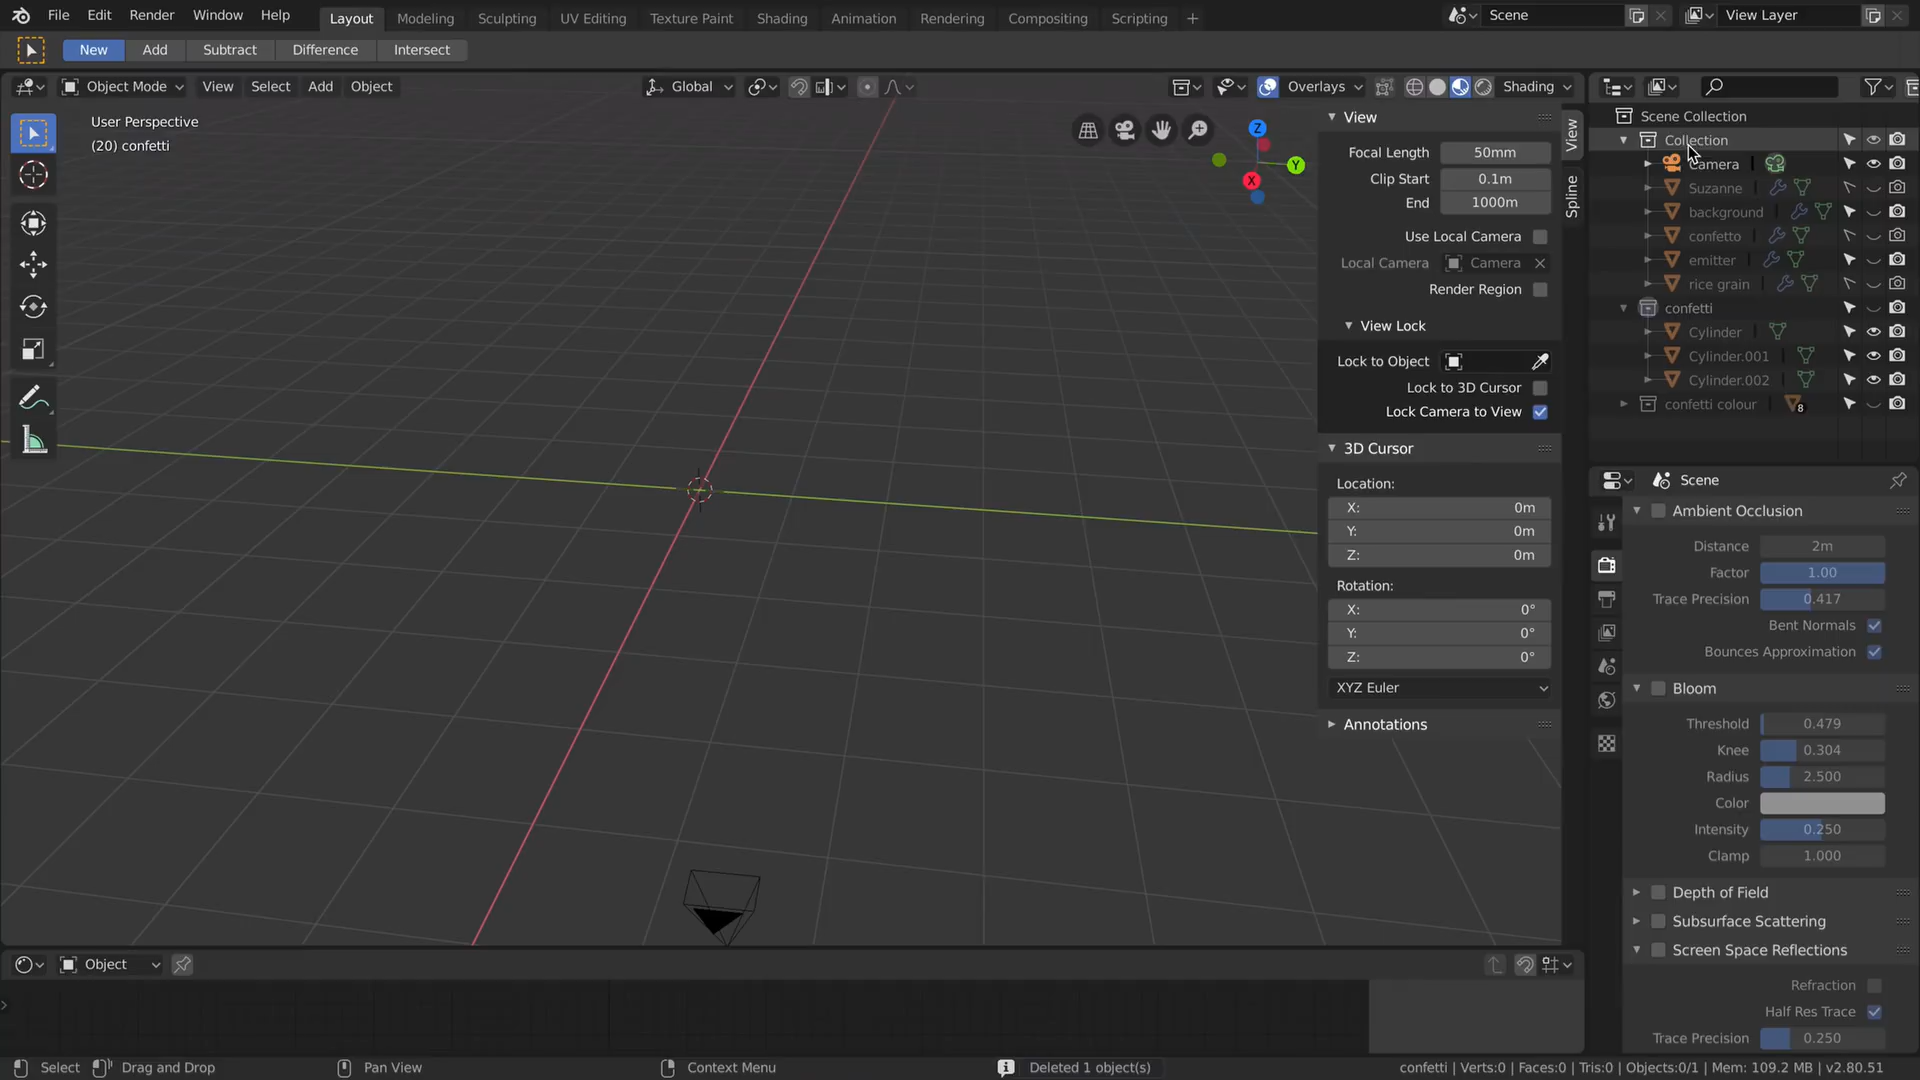 File Edit Render Window Help Layout Modeling Sculpting UV Editing Texture Paint Shading Animation Rendering Compositing Scripting + Scene View Layer
New Add Subtract Difference Intersect
Object Mode View Select Add Object Global Overlays Shading
User Perspective
(20) confetti
Z
Y
X
View
Focal Length 50mm
Clip Start 0.1m
End 1000m
Use Local Camera
Local Camera Camera
Render Region
View Lock
Lock to Object
Lock to 3D Cursor
Lock Camera to View
3D Cursor
Location:
X: 0m
Y: 0m
Z: 0m
Rotation:
X: 0°
Y: 0°
Z: 0°
XYZ Euler
Annotations
View
Spline
Scene Collection
Collection
Camera
Suzanne
background
confetto
emitter
rice grain
confetti
Cylinder
Cylinder.001
Cylinder.002
confetti colour 8
Scene
Ambient Occlusion
Distance 2m
Factor 1.00
Trace Precision 0.417
Bent Normals
Bounces Approximation
Bloom
Threshold 0.479
Knee 0.304
Radius 2.500
Color
Intensity 0.250
Clamp 1.000
Depth of Field
Subsurface Scattering
Screen Space Reflections
Refraction
Half Res Trace
Trace Precision 0.250
Object
Select Drag and Drop Pan View Context Menu Deleted 1 object(s) confetti | Verts:0 | Faces:0 | Tris:0 | Objects:0/1 | Mem: 109.2 MB | v2.80.51